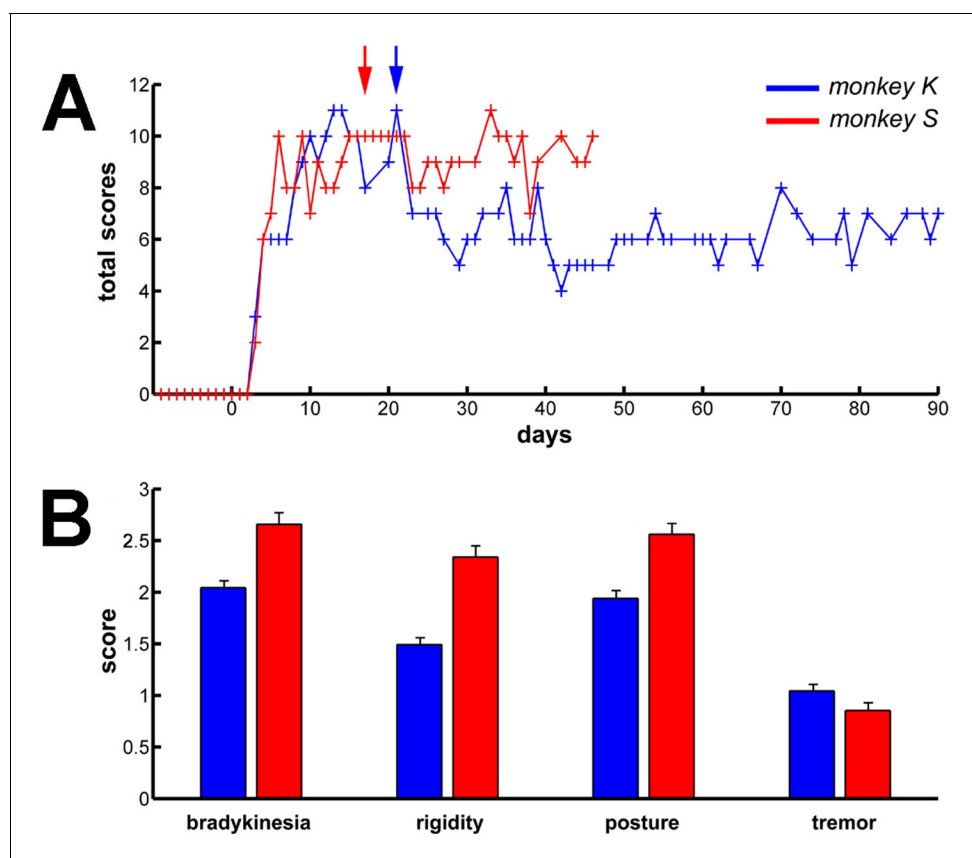 A
monkey K
monkey S
total scores
12
10
8
6
4
2
0
0 10 20 30 40 50 60 70 80 90
days
B
score
3
2.5
2
1.5
1
0.5
0
bradykinesia rigidity posture tremor